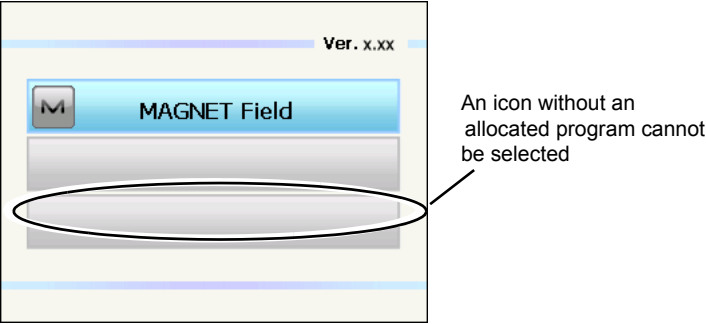 Ver. x.xx
M MAGNET Field
An icon without an
allocated program cannot
be selected